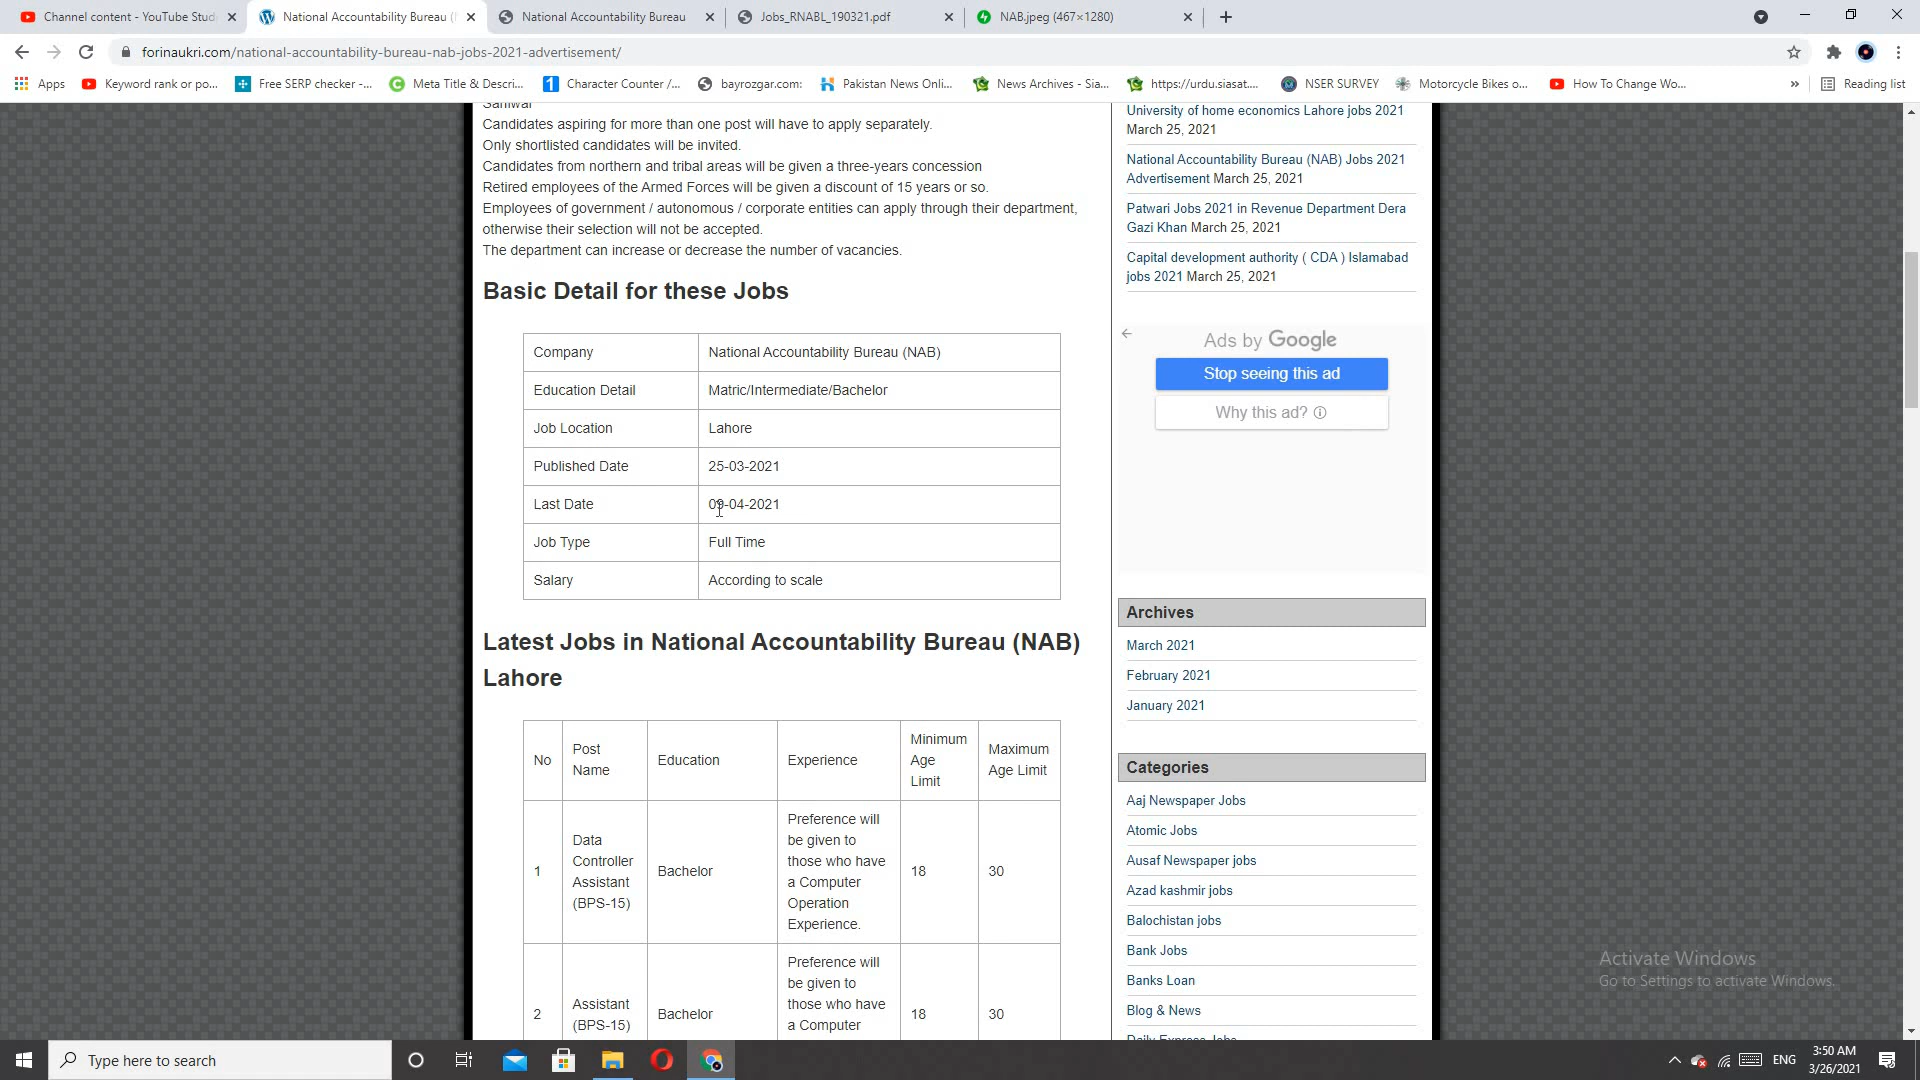 Channel content - YouTube Stud
National Accountability Bureau (
National Accountability Bureau
Jobs_RNABL_190321.pdf
NAB.jpeg (467×1280)
forinaukri.com/national-accountability-bureau-nab-jobs-2021-advertisement/
Apps
Keyword rank or po...
Free SERP checker -...
Meta Title & Descri...
Character Counter /...
bayrozgar.com:
Pakistan News Onli...
News Archives - Sia...
https://urdu.siasat....
NSER SURVEY
Motorcycle Bikes o...
How To Change Wo...
»
Reading list
Candidates aspiring for more than one post will have to apply separately.
Only shortlisted candidates will be invited.
Candidates from northern and tribal areas will be given a three-years concession
Retired employees of the Armed Forces will be given a discount of 15 years or so.
Employees of government / autonomous / corporate entities can apply through their department,
otherwise their selection will not be accepted.
The department can increase or decrease the number of vacancies.
Basic Detail for these Jobs
Company National Accountability Bureau (NAB)
Education Detail Matric/Intermediate/Bachelor
Job Location Lahore
Published Date 25-03-2021
Last Date 09-04-2021
Job Type Full Time
Salary According to scale
Latest Jobs in National Accountability Bureau (NAB)
Lahore
No
Post
Name
Education
Experience
Minimum
Age
Limit
Maximum
Age Limit
1
Data
Controller
Assistant
(BPS-15)
Bachelor
Preference will
be given to
those who have
a Computer
Operation
Experience.
18
30
2
Assistant
(BPS-15)
Bachelor
Preference will
be given to
those who have
a Computer
18
30
University of home economics Lahore jobs 2021
March 25, 2021
National Accountability Bureau (NAB) Jobs 2021
Advertisement March 25, 2021
Patwari Jobs 2021 in Revenue Department Dera
Gazi Khan March 25, 2021
Capital development authority ( CDA ) Islamabad
jobs 2021 March 25, 2021
Ads by Google
Stop seeing this ad
Why this ad?
Archives
March 2021
February 2021
January 2021
Categories
Aaj Newspaper Jobs
Atomic Jobs
Ausaf Newspaper jobs
Azad kashmir jobs
Balochistan jobs
Bank Jobs
Banks Loan
Blog & News
Activate Windows
Go to Settings to activate Windows.
Type here to search
ENG
3:50 AM
3/26/2021